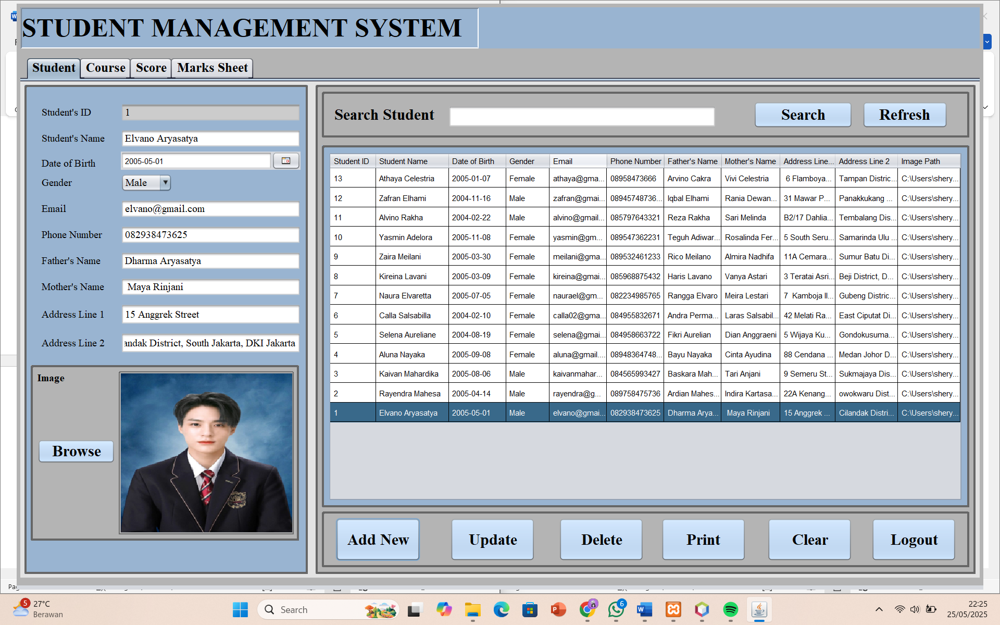 STUDENT MANAGEMENT SYSTEM
Student Course Score Marks Sheet
Student's ID 1
Student's Name Elvano Aryasatya
Date of Birth 2005-05-01
Gender Male
Email elvano@gmail.com
Phone Number 082938473625
Father's Name Dharma Aryasatya
Mother's Name Maya Rinjani
Address Line 1 15 Anggrek Street
Address Line 2 andak District, South Jakarta, DKI Jakarta
Image
Browse
Search Student Search Refresh
Student ID Student Name Date of Birth Gender Email Phone Number Father's Name Mother's Name Address Line... Address Line 2 Image Path
13 Athaya Celestria 2005-01-07 Female athaya@gma... 08958473666 Arvino Cakra Vivi Celestria 6 Flamboya... Tampan Distric... C:\Users\shery...
12 Zafran Elhami 2004-11-16 Male zafran@gmai... 08945748736... Iqbal Elhami Rania Dewan... 31 Mawar P... Panakkukang ... C:\Users\shery...
11 Alvino Rakha 2004-02-22 Male alvino@gmail... 085797643321 Reza Rakha Sari Melinda B2/17 Dahlia... Tembalang Dis... C:\Users\shery...
10 Yasmin Adelora 2005-11-08 Female yasmin@gm... 089547362231 Teguh Adiwar... Rosalinda Fer... 5 South Seru... Samarinda Ulu ... C:\Users\shery...
9 Zaira Meilani 2005-03-30 Female meilani@gma... 089532461233 Rico Meilano Almira Nadhifa 11A Cemara... Sumur Batu Di... C:\Users\shery...
8 Kireina Lavani 2005-03-09 Female kireina@gmai... 085968875432 Haris Lavano Vanya Astari 3 Teratai Asri... Beji District, D... C:\Users\shery...
7 Naura Elvaretta 2005-07-05 Female naurael@gm... 082234985765 Rangga Elvaro Meira Lestari 7 Kamboja II... Gubeng Distric... C:\Users\shery...
6 Calla Salsabilla 2004-02-10 Female calla02@gma... 084955832671 Andra Perma... Laras Salsabil... 42 Melati Ra... East Ciputat Di... C:\Users\shery...
5 Selena Aureliane 2004-08-19 Female selena@gmai... 084958663722 Fikri Aurelian Dian Anggraeni 5 Wijaya Ku... Gondokusuma... C:\Users\shery...
4 Aluna Nayaka 2005-09-08 Female aluna@gmail.... 08948364748... Bayu Nayaka Cinta Ayudina 88 Cendana ... Medan Johor D... C:\Users\shery...
3 Kaivan Mahardika 2005-08-06 Male kaivanmahar... 084565993427 Baskara Mah... Tari Anjani 9 Semeru St... Sukmajaya Dis... C:\Users\shery...
2 Rayendra Mahesa 2005-04-14 Male rayendra@g... 089758475736 Ardian Mahes... Indira Kartasa... 22A Kenang... owokwaru Dist... C:\Users\shery...
1 Elvano Aryasatya 2005-05-01 Male elvano@gmai... 082938473625 Dharma Arya... Maya Rinjani 15 Anggrek ... Cilandak Distri... C:\Users\shery...
Add New Update Delete Print Clear Logout
5 27°C
Berawan
Search
6
22:25
25/05/2025